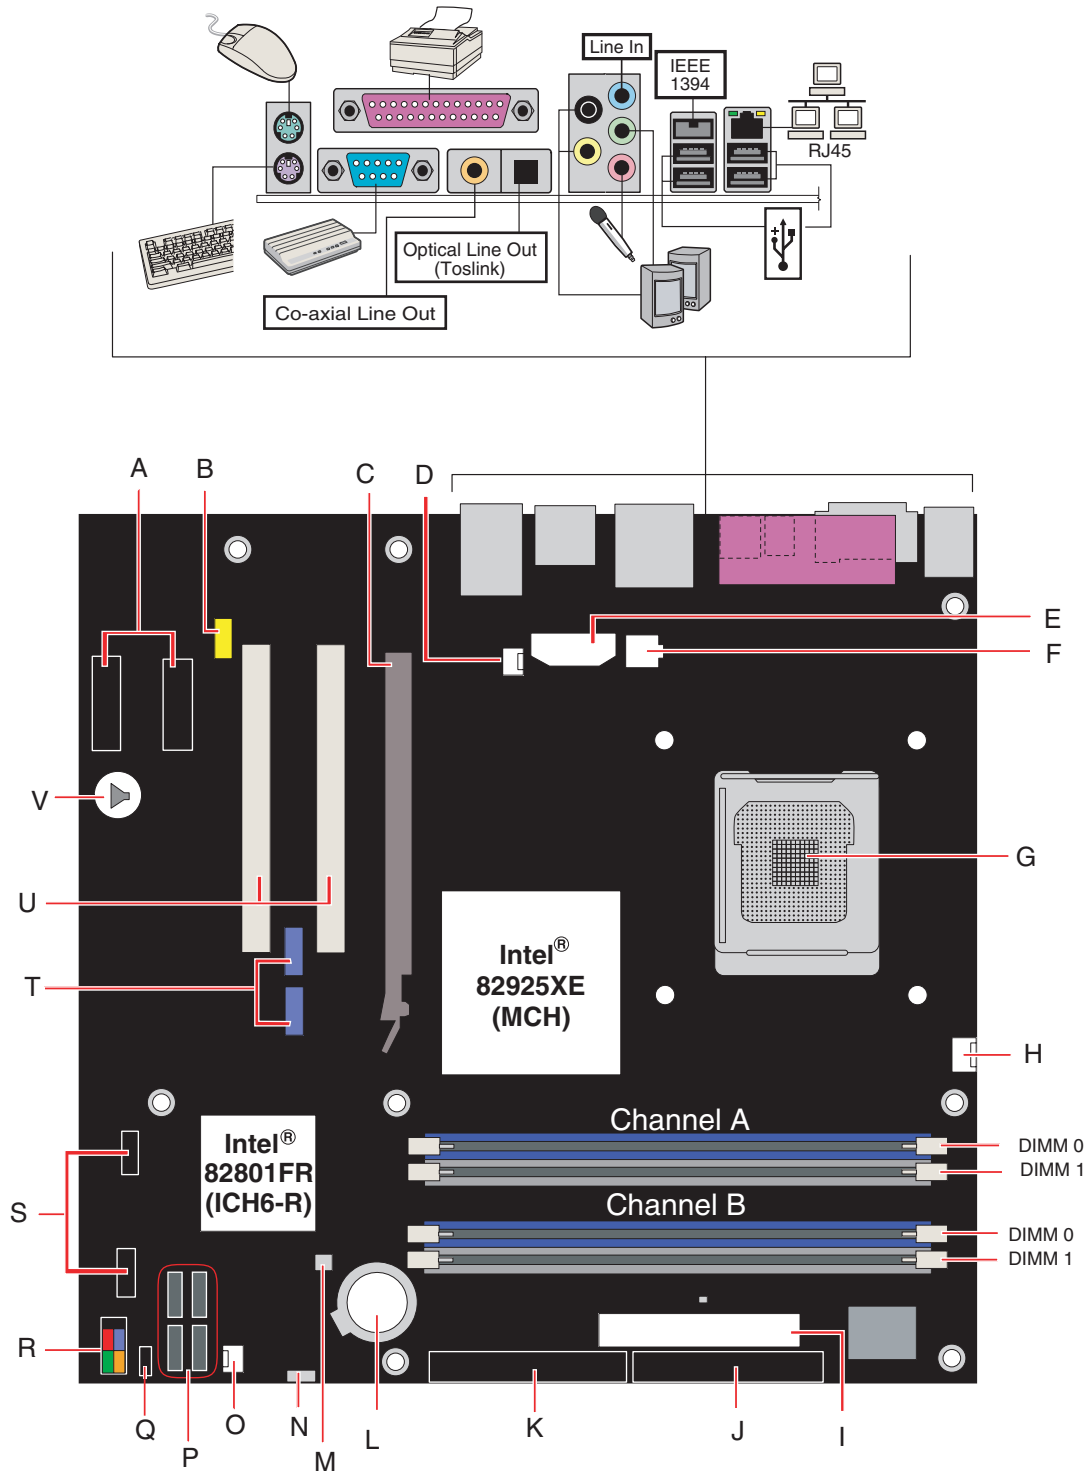 Line In
IEEE
1394
RJ45
Optical Line Out
(Toslink)
Co-axial Line Out
A
B
C
D
E
F
V
G
U
Intel®
82925XE
(MCH)
T
H
Channel A
Intel®
82801FR
(ICH6-R)
DIMM 0
DIMM 1
S
Channel B
DIMM 0
DIMM 1
R
Q
P
O
N
M
L
K
J
I